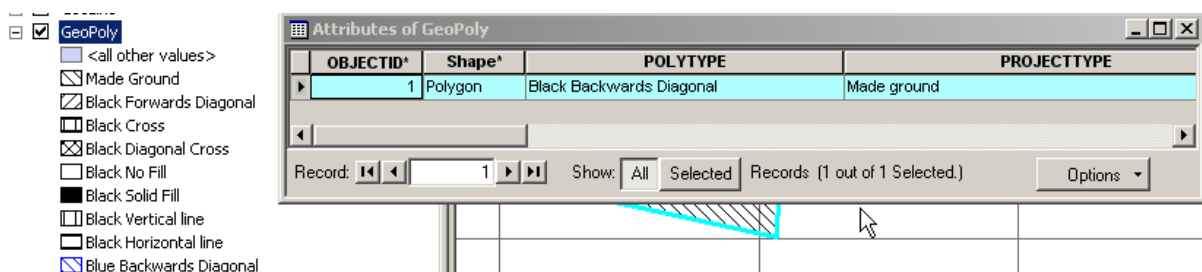 GeoPoly
<all other values>
Made Ground
Black Forwards Diagonal
Black Cross
Black Diagonal Cross
Black No Fill
Black Solid Fill
Black Vertical line
Black Horizontal line
Blue Backwards Diagonal
Attributes of GeoPoly
OBJECTID* Shape* POLYTYPE PROJECTTYPE
1 Polygon Black Backwards Diagonal Made ground
Record: 1 Show: All Selected Records (1 out of 1 Selected.) Options